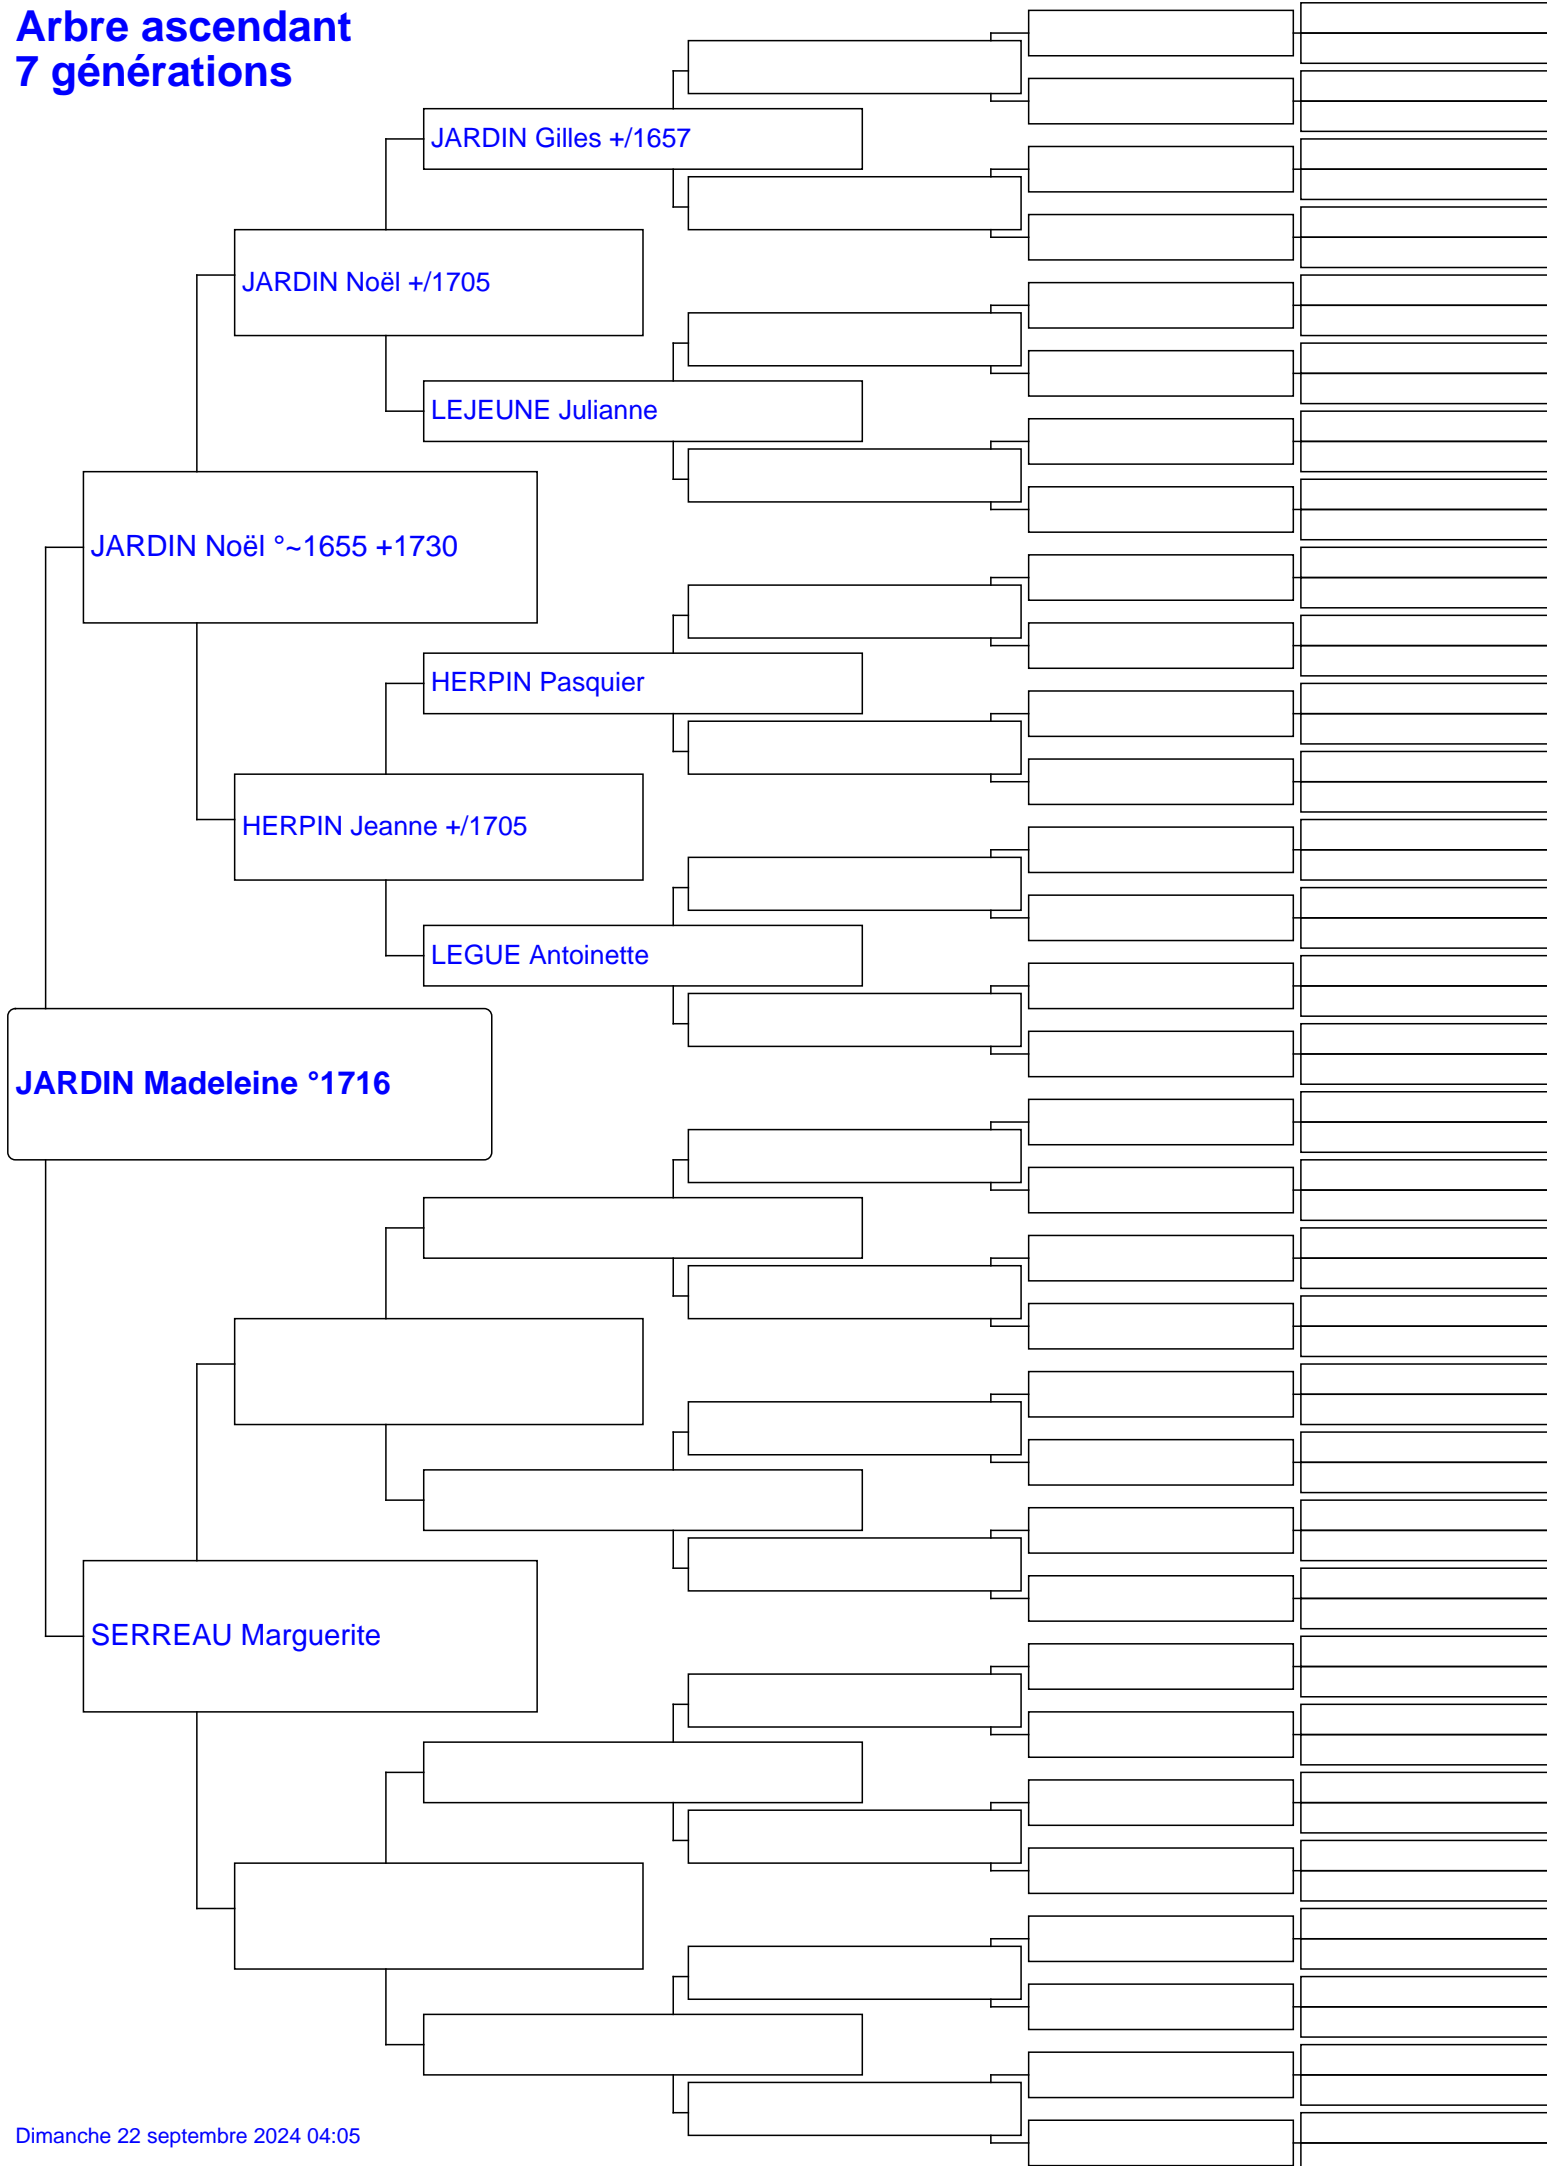 Arbre ascendant
7 générations
JARDIN Gilles +/1657
JARDIN Noël +/1705
LEJEUNE Julianne
JARDIN Noël °~1655 +1730
HERPIN Pasquier
HERPIN Jeanne +/1705
LEGUE Antoinette
JARDIN Madeleine °1716
SERREAU Marguerite
Dimanche 22 septembre 2024 04:05